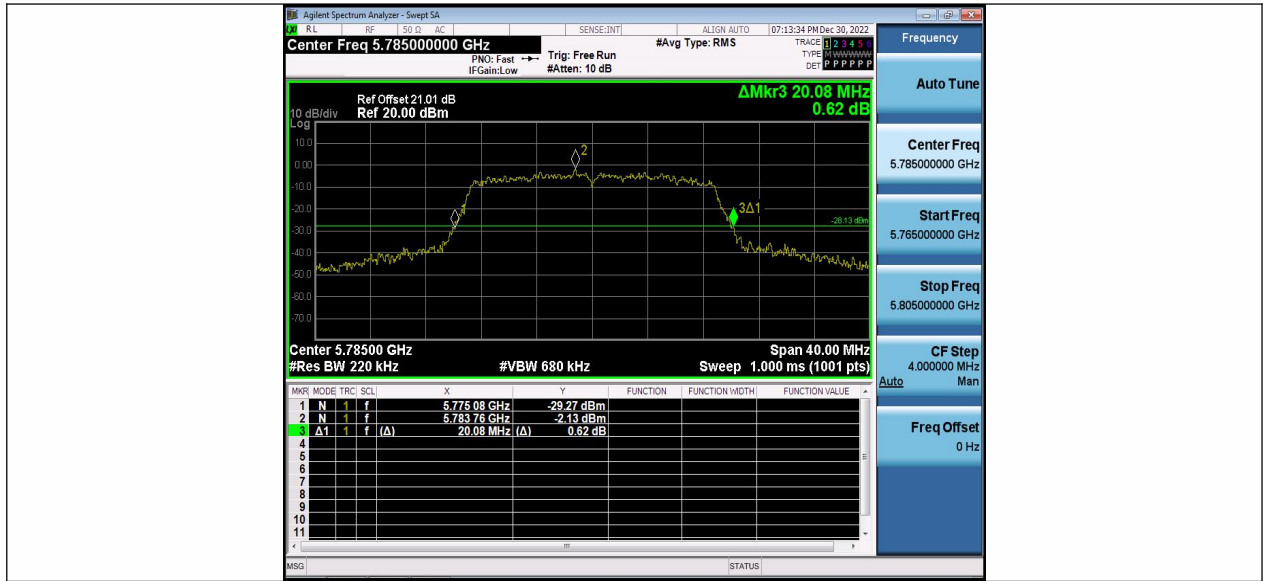 Agilent Spectrum Analyzer - Swept SA
RL RF 50 Ω AC SENSE:INT ALIGN AUTO 07:13:34 PM Dec 30, 2022
Center Freq 5.785000000 GHz
#Avg Type: RMS
TRACE 1 2 3 4 5 6
PNO: Fast Trig: Free Run
TYPE M W W W W W
IFGain:Low #Atten: 10 dB
DET P P P P P P
Frequency
ΔMkr3 20.08 MHz
0.62 dB
Ref Offset 21.01 dB
10 dB/div Ref 20.00 dBm
Log
10.0
0.00
-10.0
-20.0
-30.0
-40.0
-50.0
-60.0
-70.0
1
2
3Δ1
-28.13 dBm
Center 5.78500 GHz Span 40.00 MHz
#Res BW 220 kHz #VBW 680 kHz Sweep 1.000 ms (1001 pts)
MKR MODE TRC SCL X Y FUNCTION FUNCTION WIDTH FUNCTION VALUE
1 N 1 f 5.775 08 GHz -29.27 dBm
2 N 1 f 5.783 76 GHz -2.13 dBm
3 Δ1 1 f (Δ) 20.08 MHz (Δ) 0.62 dB
4
5
6
7
8
9
10
11
MSG STATUS
Auto Tune
Center Freq
5.785000000 GHz
Start Freq
5.765000000 GHz
Stop Freq
5.805000000 GHz
CF Step
4.000000 MHz
Auto Man
Freq Offset
0 Hz